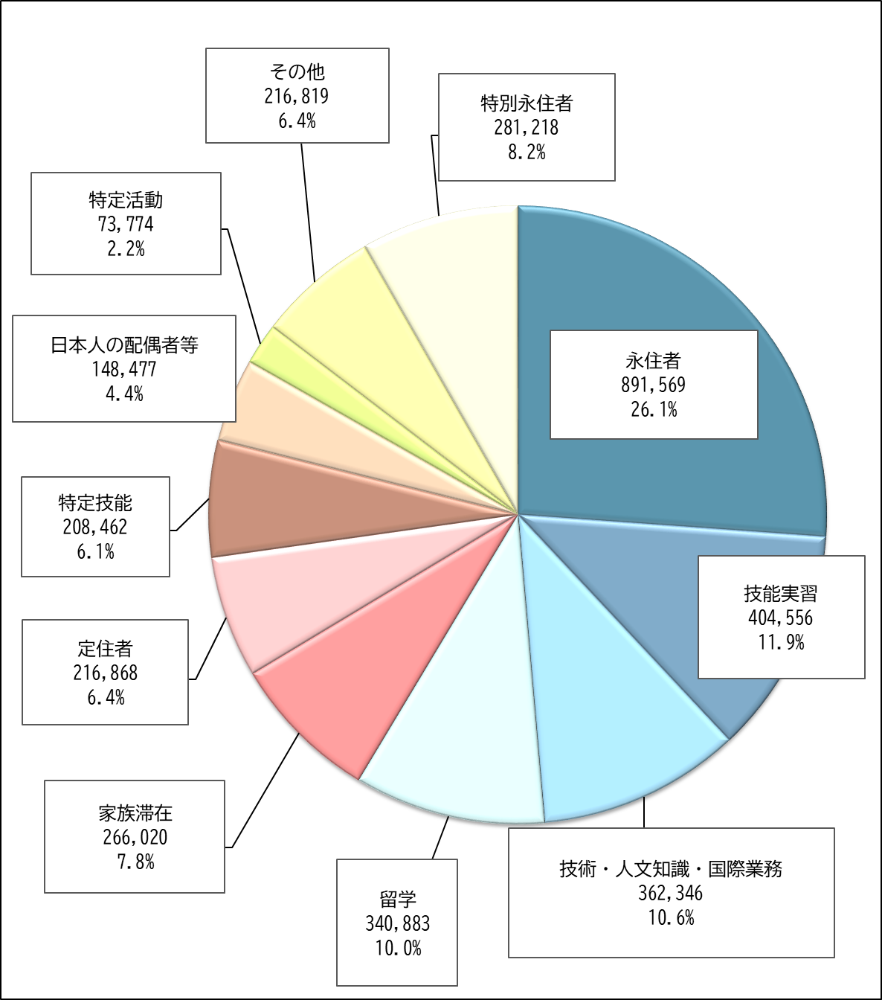 その他
216,819
6.4%
特別永住者
281,218
8.2%
特定活動
73,774
2.2%
日本人の配偶者等
148,477
4.4%
永住者
891,569
26.1%
特定技能
208,462
6.1%
技能実習
404,556
11.9%
定住者
216,868
6.4%
家族滞在
266,020
7.8%
技術・人文知識・国際業務
362,346
10.6%
留学
340,883
10.0%